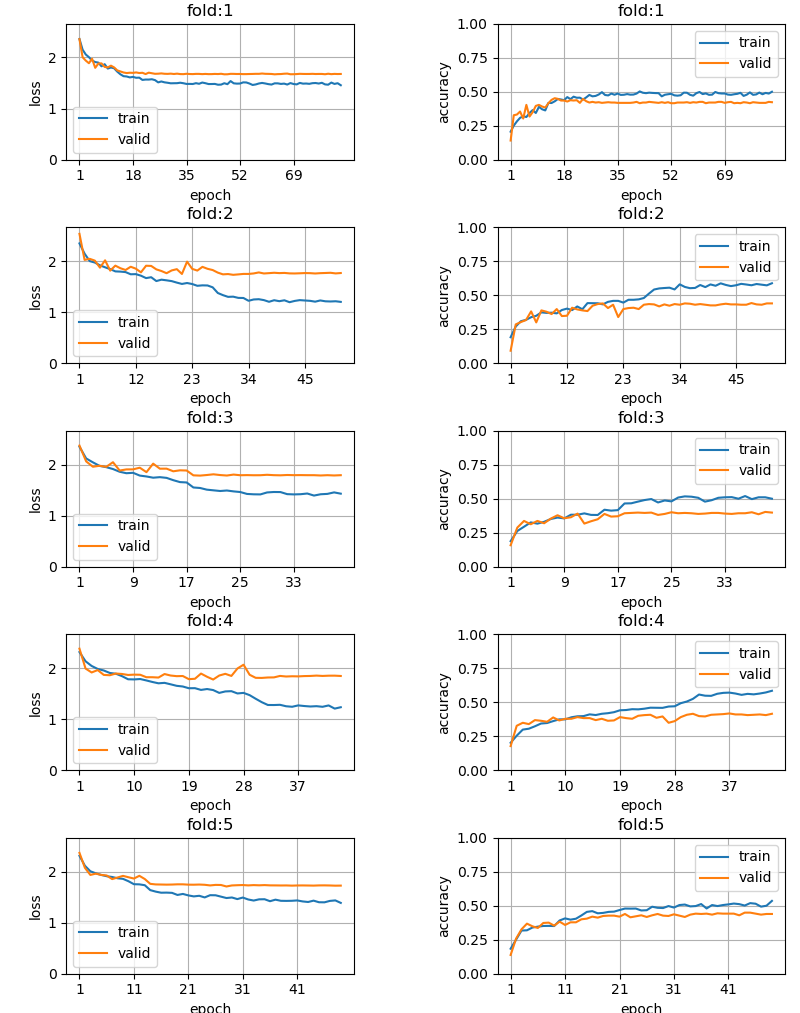 fold:1
loss
2
1
0
train
valid
1 18 35 52 69
epoch
fold:1
accuracy
1.00
0.75
0.50
0.25
0.00
train
valid
1 18 35 52 69
epoch
fold:2
loss
2
1
0
train
valid
1 12 23 34 45
epoch
fold:2
accuracy
1.00
0.75
0.50
0.25
0.00
train
valid
1 12 23 34 45
epoch
fold:3
loss
2
1
0
train
valid
1 9 17 25 33
epoch
fold:3
accuracy
1.00
0.75
0.50
0.25
0.00
train
valid
1 9 17 25 33
epoch
fold:4
loss
2
1
0
train
valid
1 10 19 28 37
epoch
fold:4
accuracy
1.00
0.75
0.50
0.25
0.00
train
valid
1 10 19 28 37
epoch
fold:5
loss
2
1
0
train
valid
1 11 21 31 41
epoch
fold:5
accuracy
1.00
0.75
0.50
0.25
0.00
train
valid
1 11 21 31 41
epoch